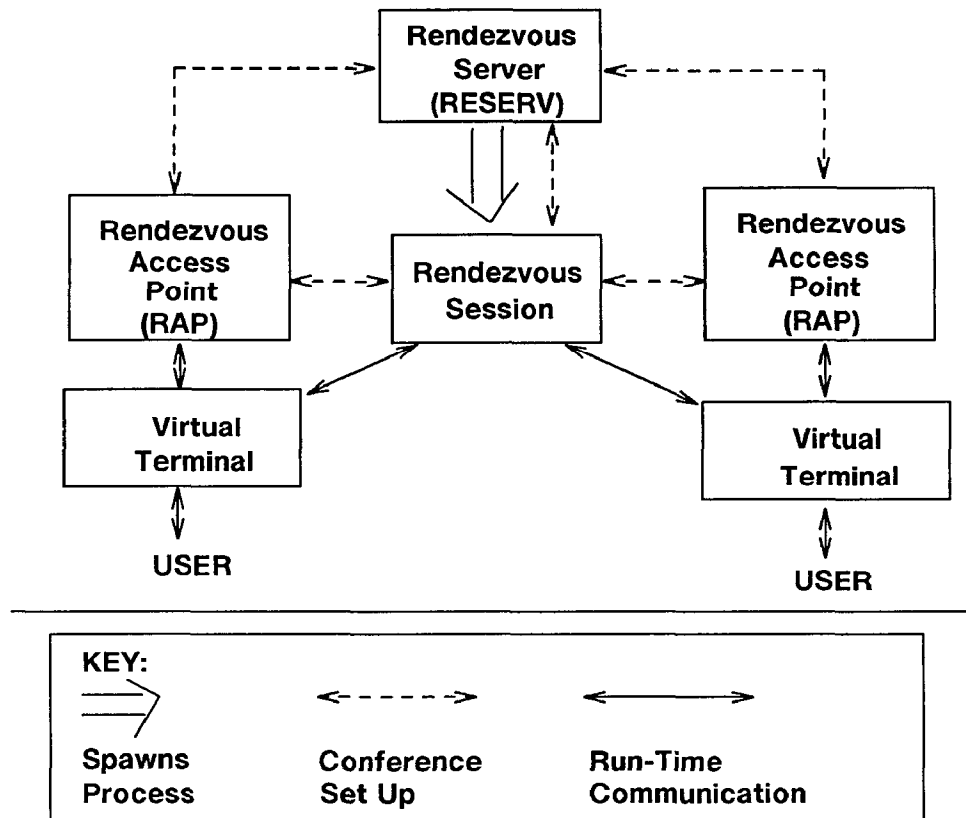 Rendezvous
Server
(RESERV)
Rendezvous
Access
Point
(RAP)
Rendezvous
Session
Rendezvous
Access
Point
(RAP)
Virtual
Terminal
Virtual
Terminal
USER
USER
KEY:
Spawns
Process
Conference
Set Up
Run-Time
Communication